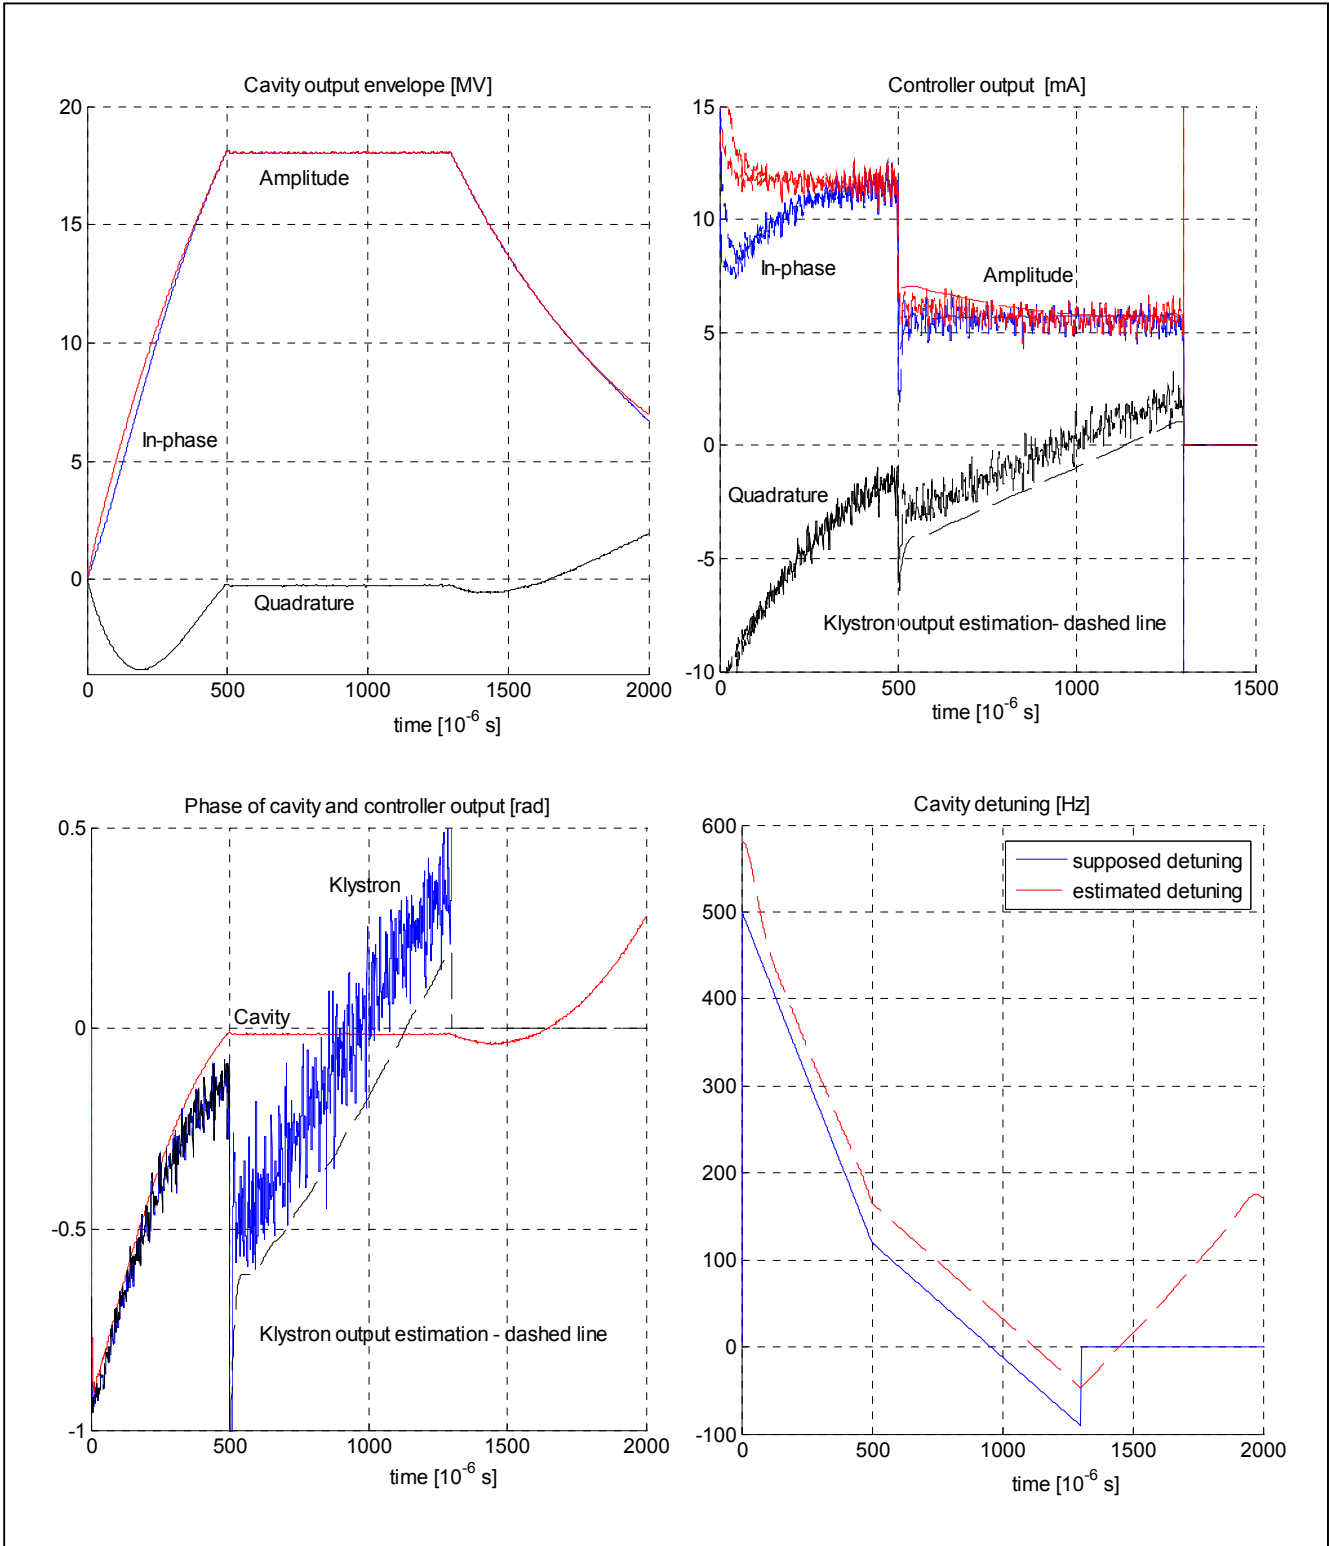 Cavity output envelope [MV]
20
15
10
5
0
Amplitude
In-phase
Quadrature
0 500 1000 1500 2000
time [10^-6 s]
Controller output [mA]
15
10
5
0
-5
-10
In-phase
Amplitude
Quadrature
Klystron output estimation- dashed line
0 500 1000 1500
time [10^-6 s]
Phase of cavity and controller output [rad]
0.5
0
-0.5
-1
Klystron
Cavity
Klystron output estimation - dashed line
0 500 1000 1500 2000
time [10^-6 s]
Cavity detuning [Hz]
600
500
400
300
200
100
0
-100
supposed detuning
estimated detuning
0 500 1000 1500 2000
time [10^-6 s]